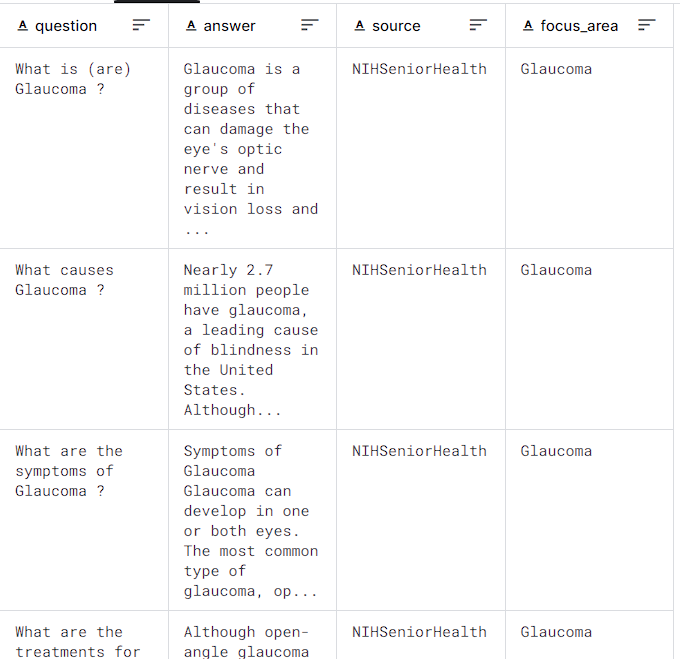 question answer source focus_area
What is (are)
Glaucoma ?
Glaucoma is a
group of
diseases that
can damage the
eye's optic
nerve and
result in
vision loss and
...
NIHSeniorHealth
Glaucoma
What causes
Glaucoma ?
Nearly 2.7
million people
have glaucoma,
a leading cause
of blindness in
the United
States.
Although...
NIHSeniorHealth
Glaucoma
What are the
symptoms of
Glaucoma ?
Symptoms of
Glaucoma
Glaucoma can
develop in one
or both eyes.
The most common
type of
glaucoma, op...
NIHSeniorHealth
Glaucoma
What are the
treatments for
Although open-
angle glaucoma
NIHSeniorHealth
Glaucoma